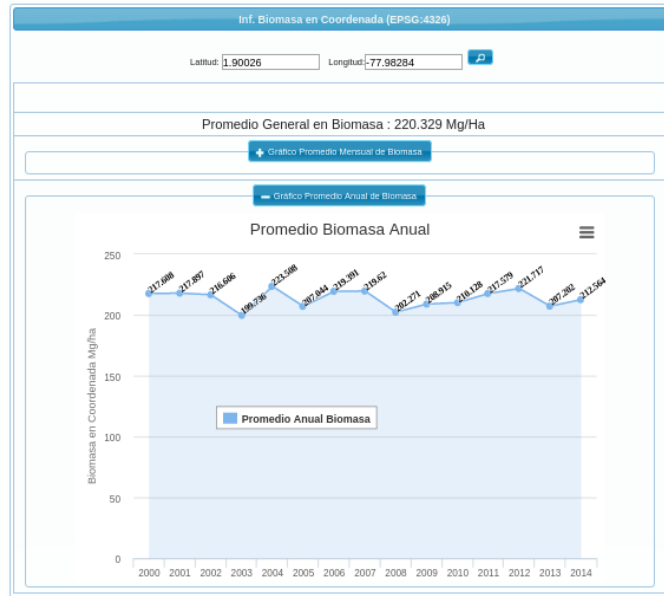 Inf. Biomasa en Coordenada (EPSG:4326)
Latitud: 1.90026 Longitud: -77.98284
Promedio General en Biomasa : 220.329 Mg/Ha
Gráfico Promedio Mensual de Biomasa
Gráfico Promedio Anual de Biomasa
Promedio Biomasa Anual
Biomasa en Coordenada Mg/ha
250
200
150
100
50
0
217.608 217.897 216.606 199.736 223.508 207.044 219.391 219.62 202.271 208.915 210.128 217.579 221.717 207.202 212.564
Promedio Anual Biomasa
2000 2001 2002 2003 2004 2005 2006 2007 2008 2009 2010 2011 2012 2013 2014